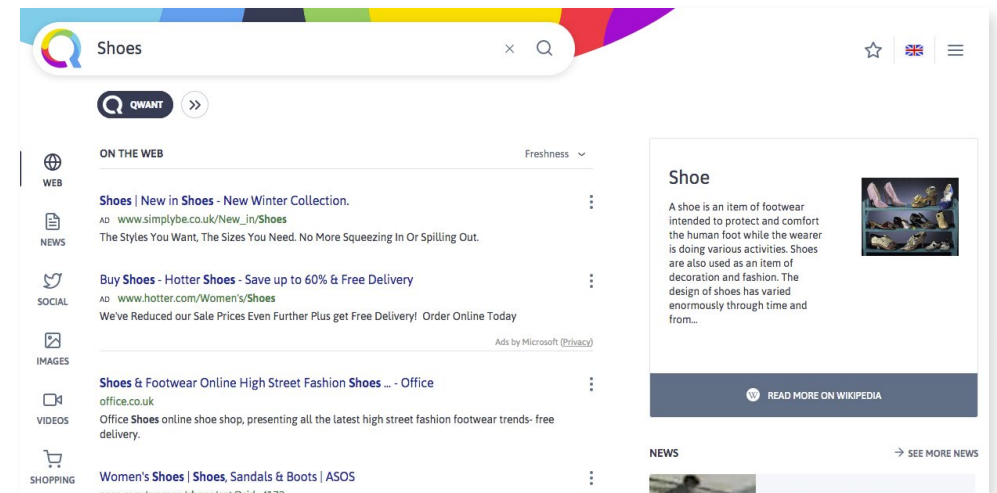 Shoes
QWANT
WEB
NEWS
SOCIAL
IMAGES
VIDEOS
SHOPPING
ON THE WEB
Freshness
Shoes | New in Shoes - New Winter Collection.
AD www.simplybe.co.uk/New_in/Shoes
The Styles You Want, The Sizes You Need. No More Squeezing In Or Spilling Out.
Buy Shoes - Hotter Shoes - Save up to 60% & Free Delivery
AD www.hotter.com/Women's/Shoes
We've Reduced our Sale Prices Even Further Plus get Free Delivery! Order Online Today
Ads by Microsoft (Privacy)
Shoes & Footwear Online High Street Fashion Shoes ... - Office
office.co.uk
Office Shoes online shoe shop, presenting all the latest high street fashion footwear trends- free
delivery.
Women's Shoes | Shoes, Sandals & Boots | ASOS
Shoe
A shoe is an item of footwear
intended to protect and comfort
the human foot while the wearer
is doing various activities. Shoes
are also used as an item of
decoration and fashion. The
design of shoes has varied
enormously through time and
from...
W READ MORE ON WIKIPEDIA
NEWS
SEE MORE NEWS